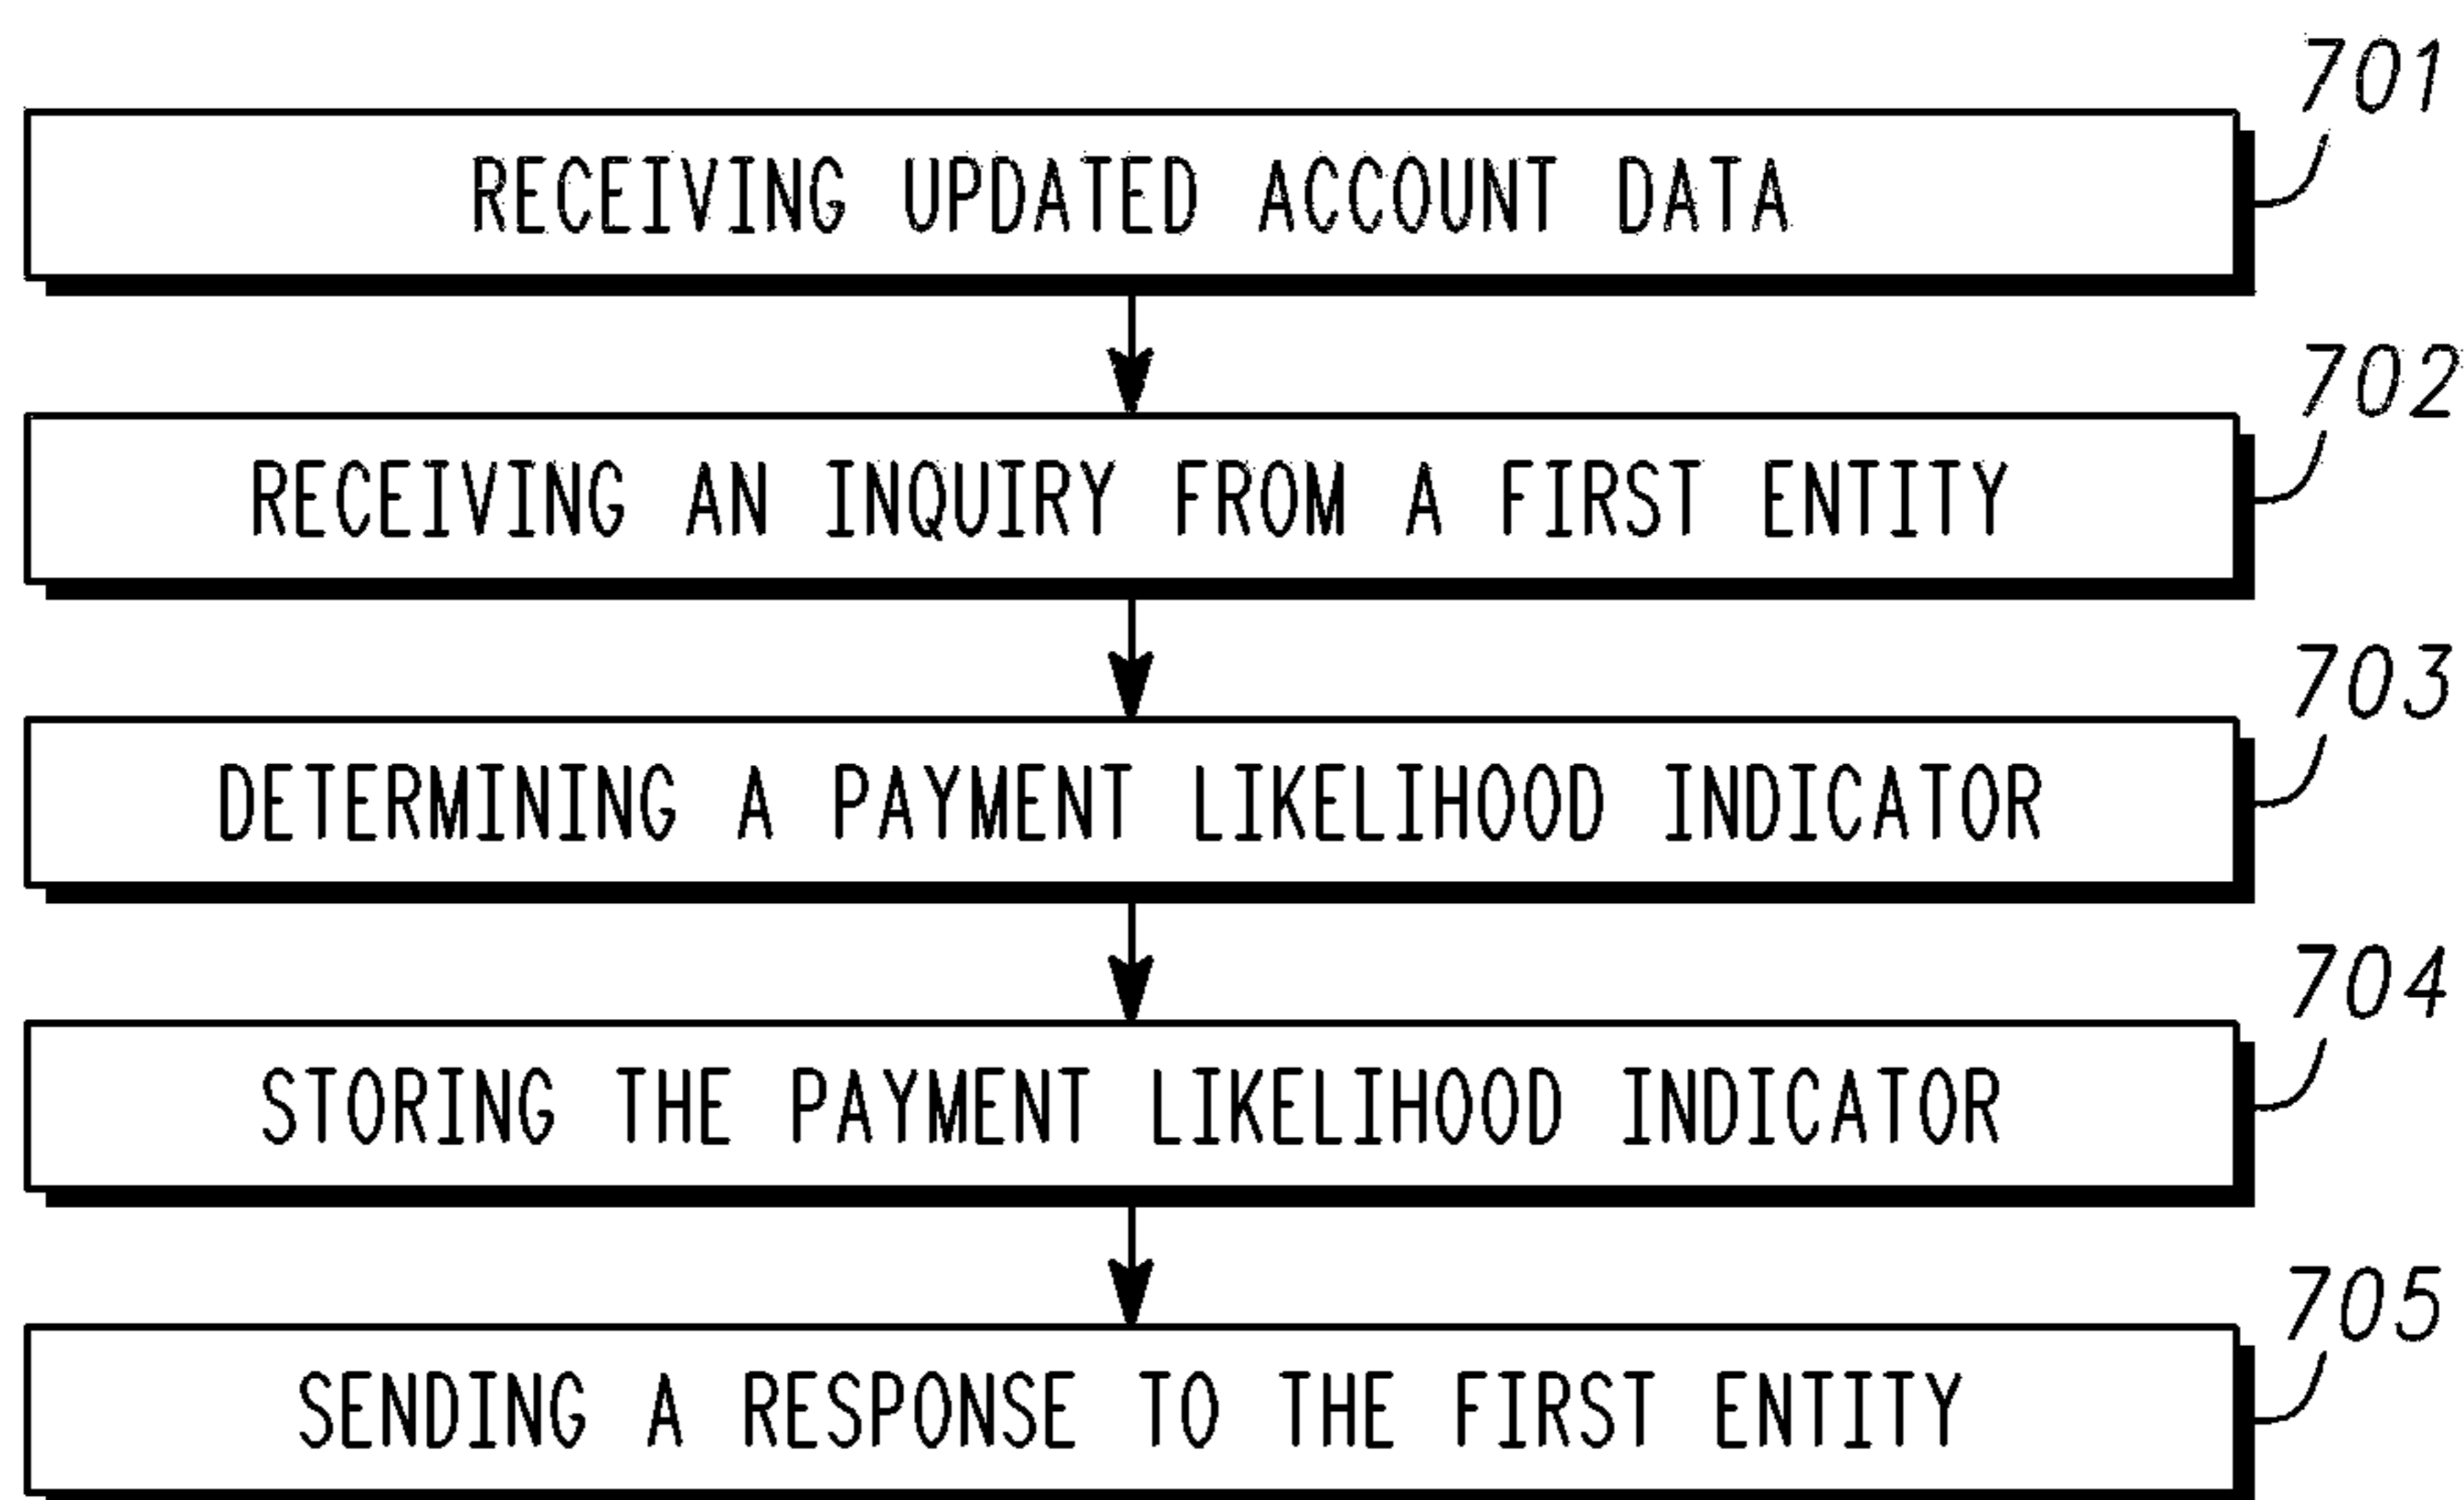 701
RECEIVING UPDATED ACCOUNT DATA
702
RECEIVING AN INQUIRY FROM A FIRST ENTITY
703
DETERMINING A PAYMENT LIKELIHOOD INDICATOR
704
STORING THE PAYMENT LIKELIHOOD INDICATOR
705
SENDING A RESPONSE TO THE FIRST ENTITY